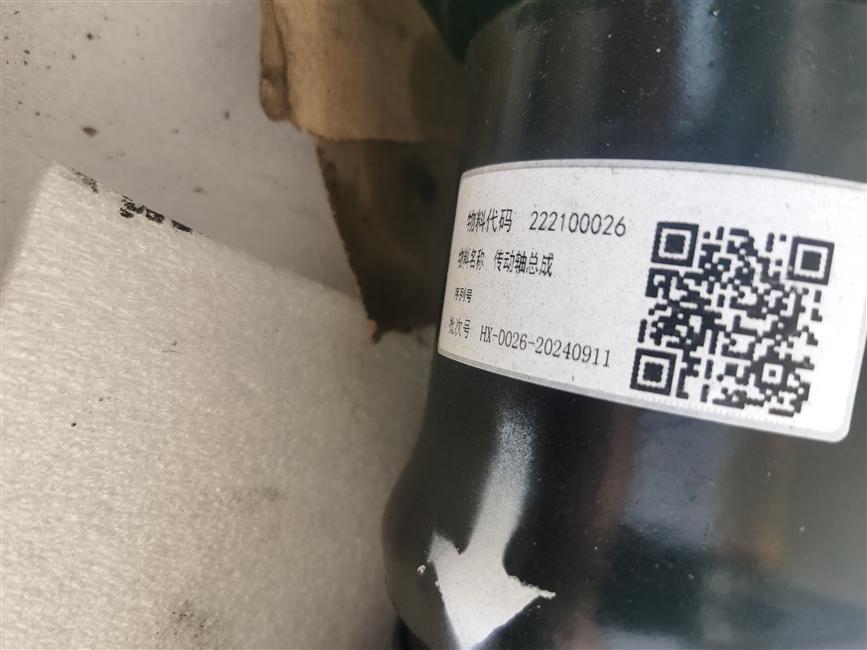 物料代码 222100026
物料名称 传动轴总成
序列号
批次号 HX-0026-20240911